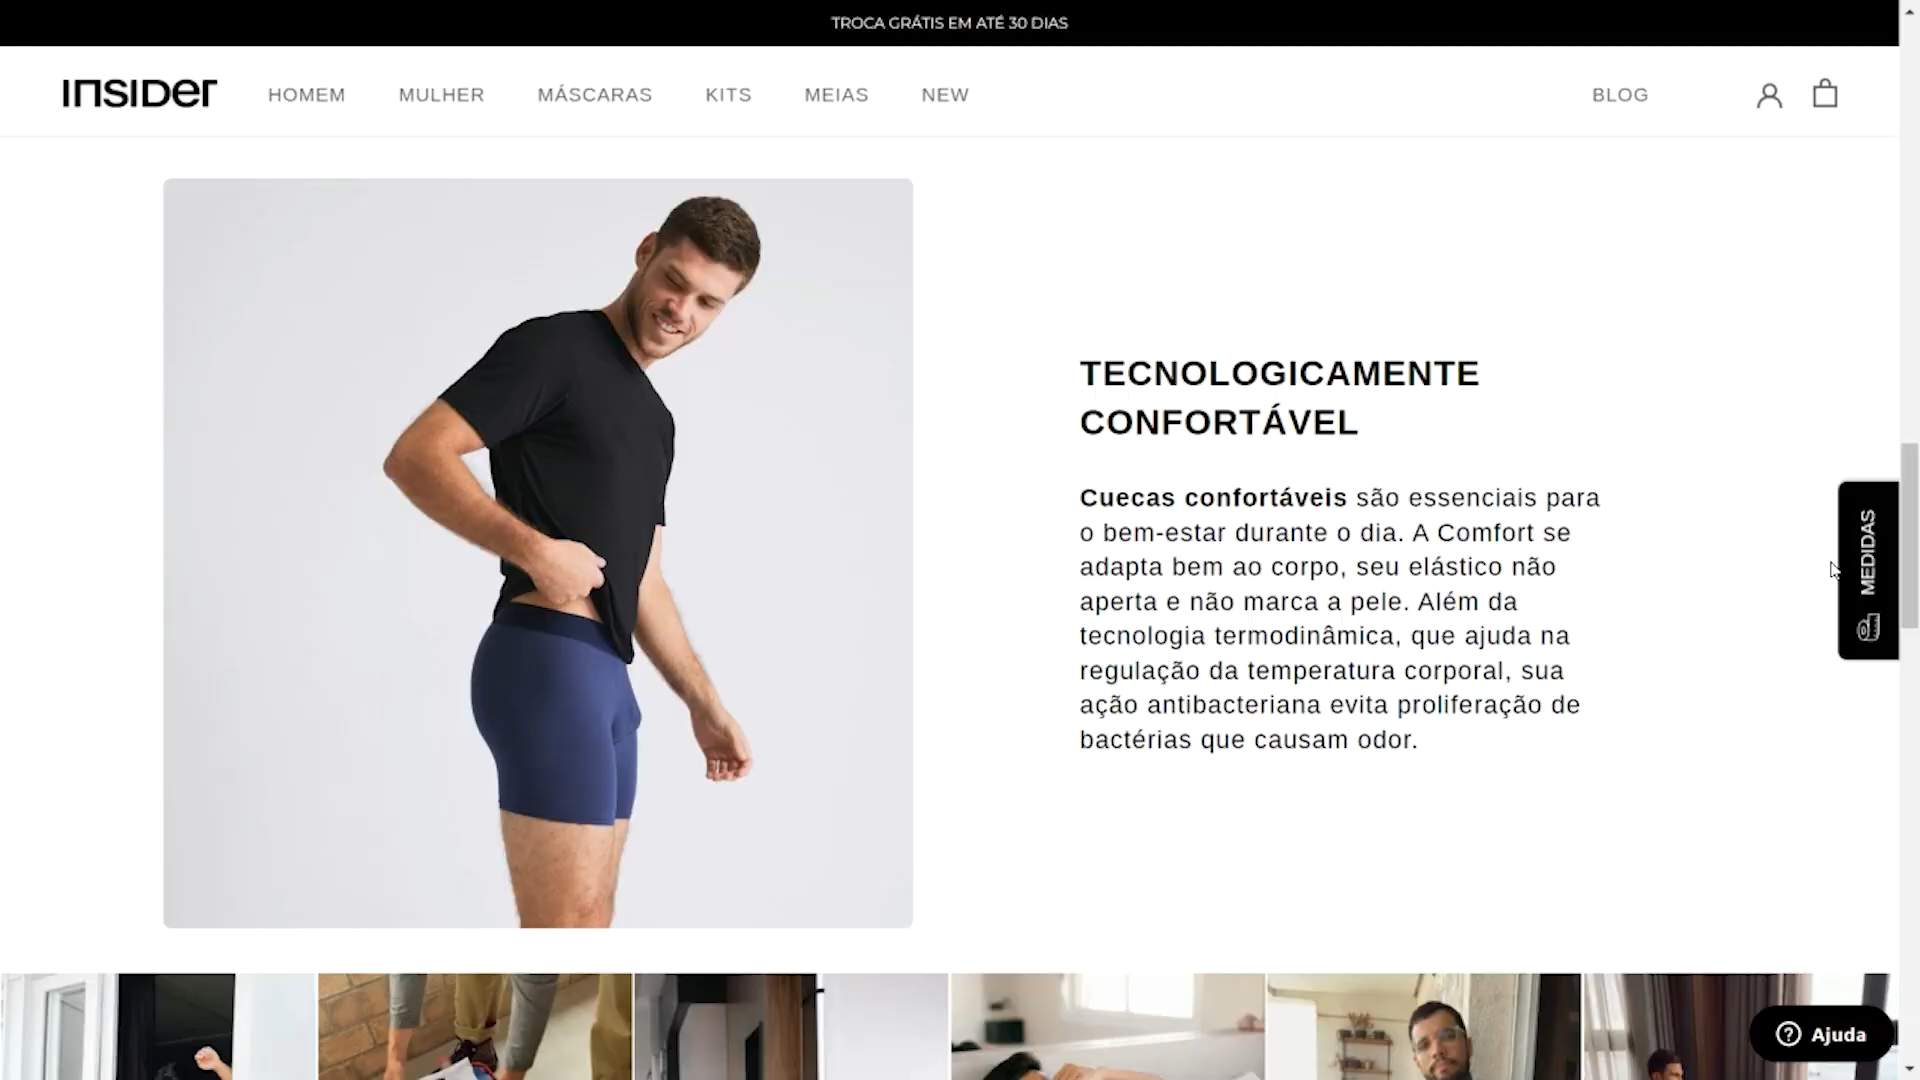 TROCA GRÁTIS EM ATÉ 30 DIAS
INSIDER
HOMEM
MULHER
MÁSCARAS
KITS
MEIAS
NEW
BLOG
TECNOLOGICAMENTE
CONFORTÁVEL
Cuecas confortáveis são essenciais para
o bem-estar durante o dia. A Comfort se
adapta bem ao corpo, seu elástico não
aperta e não marca a pele. Além da
tecnologia termodinâmica, que ajuda na
regulação da temperatura corporal, sua
ação antibacteriana evita proliferação de
bactérias que causam odor.
MEDIDAS
Ajuda